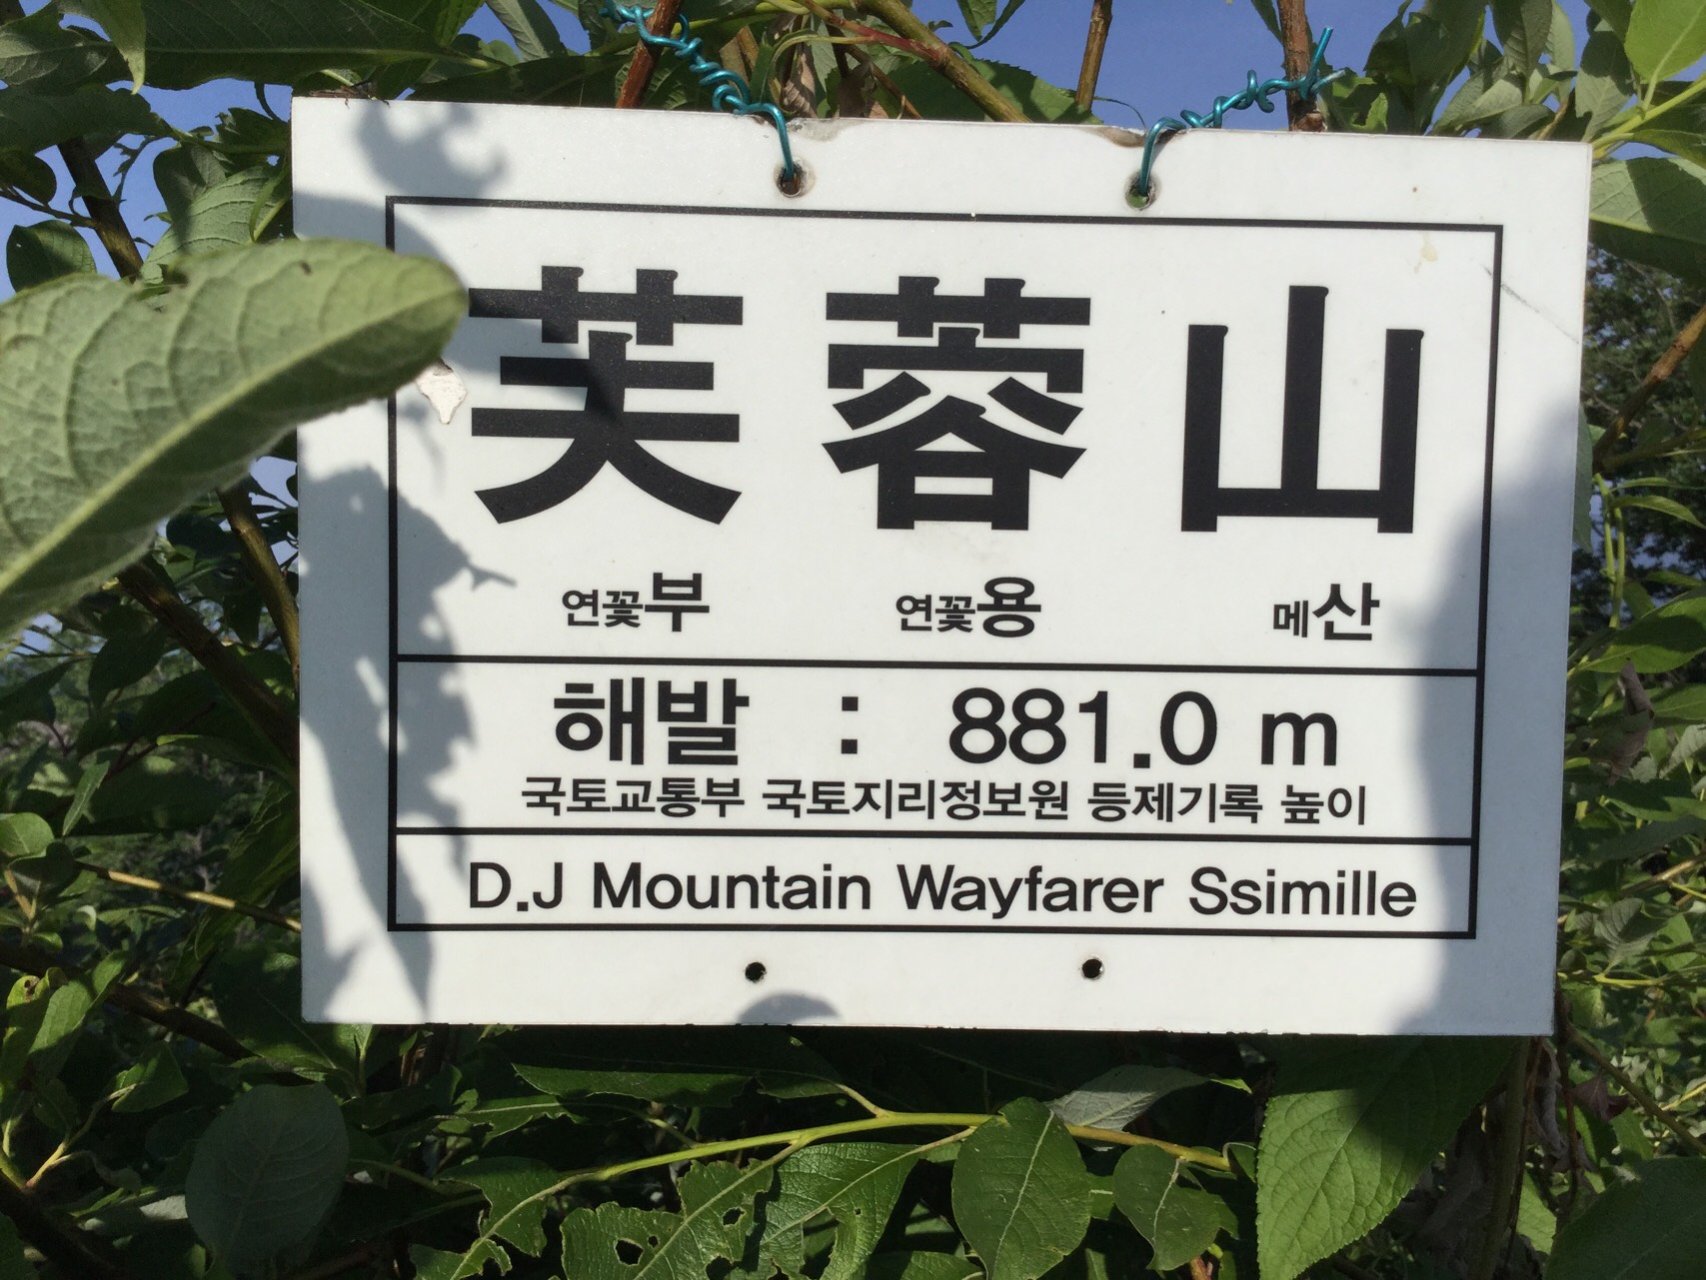 芙蓉山
연꽃부 연꽃용 메산
해발 : 881.0 m
국토교통부 국토지리정보원 등제기록 높이
D.J Mountain Wayfarer Ssimille